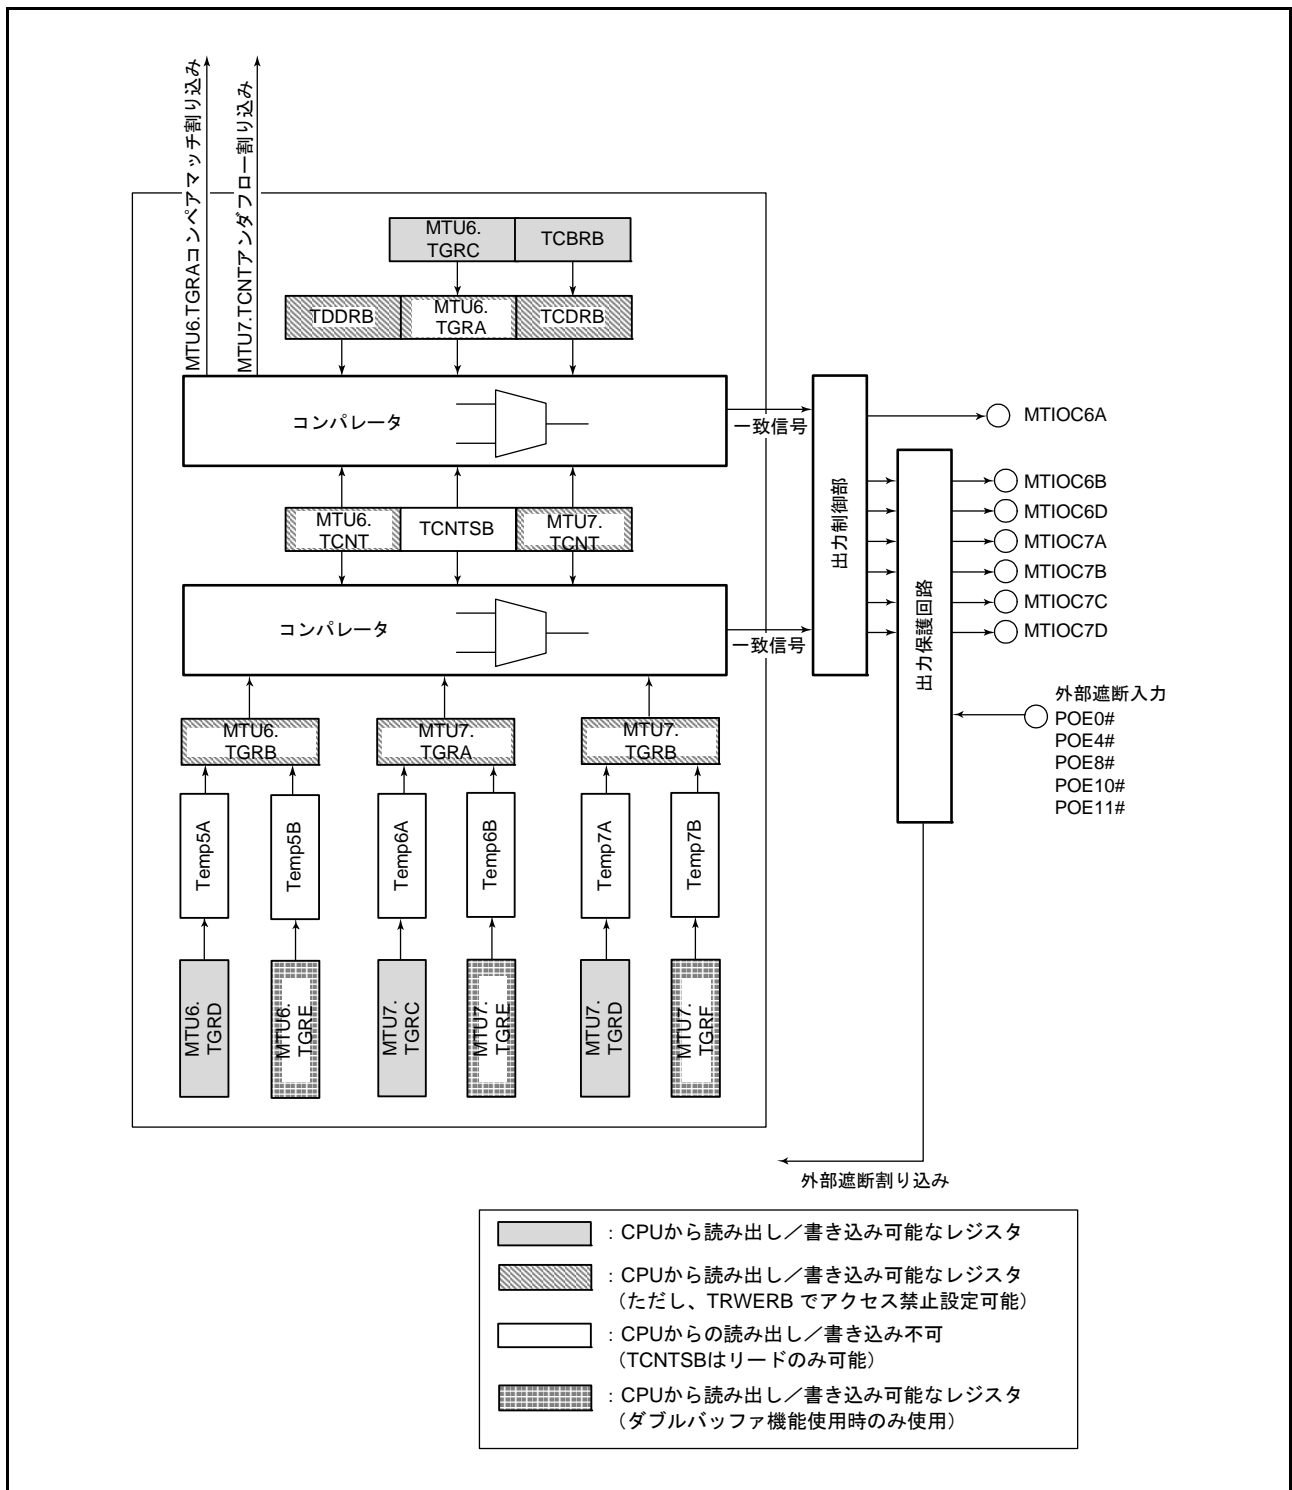 MTU6.TGRAコンペアマッチ割り込み
MTU7.TCNTアンダフロー割り込み
MTU6.
TGRC
TCBRB
TDDRB
MTU6.
TGRA
TCDRB
コンパレータ
一致信号
MTU6.
TCNT
TCNTSB
MTU7.
TCNT
コンパレータ
一致信号
出力制御部
出力保護回路
MTIOC6A
MTIOC6B
MTIOC6D
MTIOC7A
MTIOC7B
MTIOC7C
MTIOC7D
外部遮断入力
POE0#
POE4#
POE8#
POE10#
POE11#
MTU6.
TGRB
MTU7.
TGRA
MTU7.
TGRB
Temp5A
Temp5B
Temp6A
Temp6B
Temp7A
Temp7B
MTU6.
TGRD
MTU6.
TGRE
MTU7.
TGRC
MTU7.
TGRE
MTU7.
TGRD
MTU7.
TGRF
外部遮断割り込み
：CPUから読み出し／書き込み可能なレジスタ
：CPUから読み出し／書き込み可能なレジスタ
（ただし、TRWERB でアクセス禁止設定可能）
：CPUからの読み出し／書き込み不可
（TCNTSBはリードのみ可能）
：CPUから読み出し／書き込み可能なレジスタ
（ダブルバッファ機能使用時のみ使用）